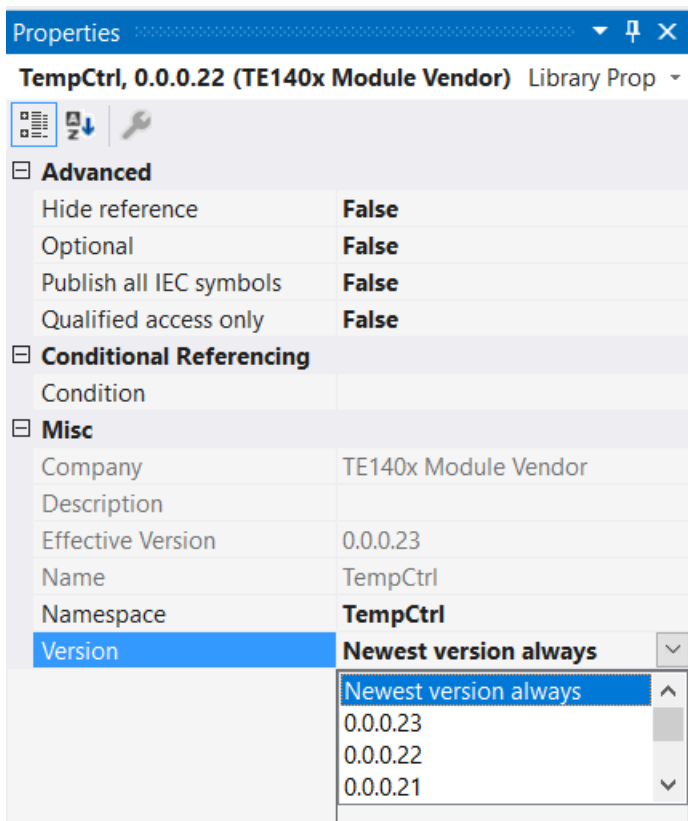 Properties
TempCtrl, 0.0.0.22 (TE140x Module Vendor) Library Prop
Advanced
Hide reference False
Optional False
Publish all IEC symbols False
Qualified access only False
Conditional Referencing
Condition
Misc
Company TE140x Module Vendor
Description
Effective Version 0.0.0.23
Name TempCtrl
Namespace TempCtrl
Version Newest version always
Newest version always
0.0.0.23
0.0.0.22
0.0.0.21